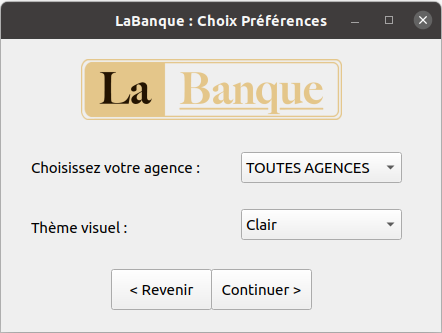 LaBanque : Choix Préférences
La Banque
Choisissez votre agence : TOUTES AGENCES
Thème visuel : Clair
< Revenir Continuer >